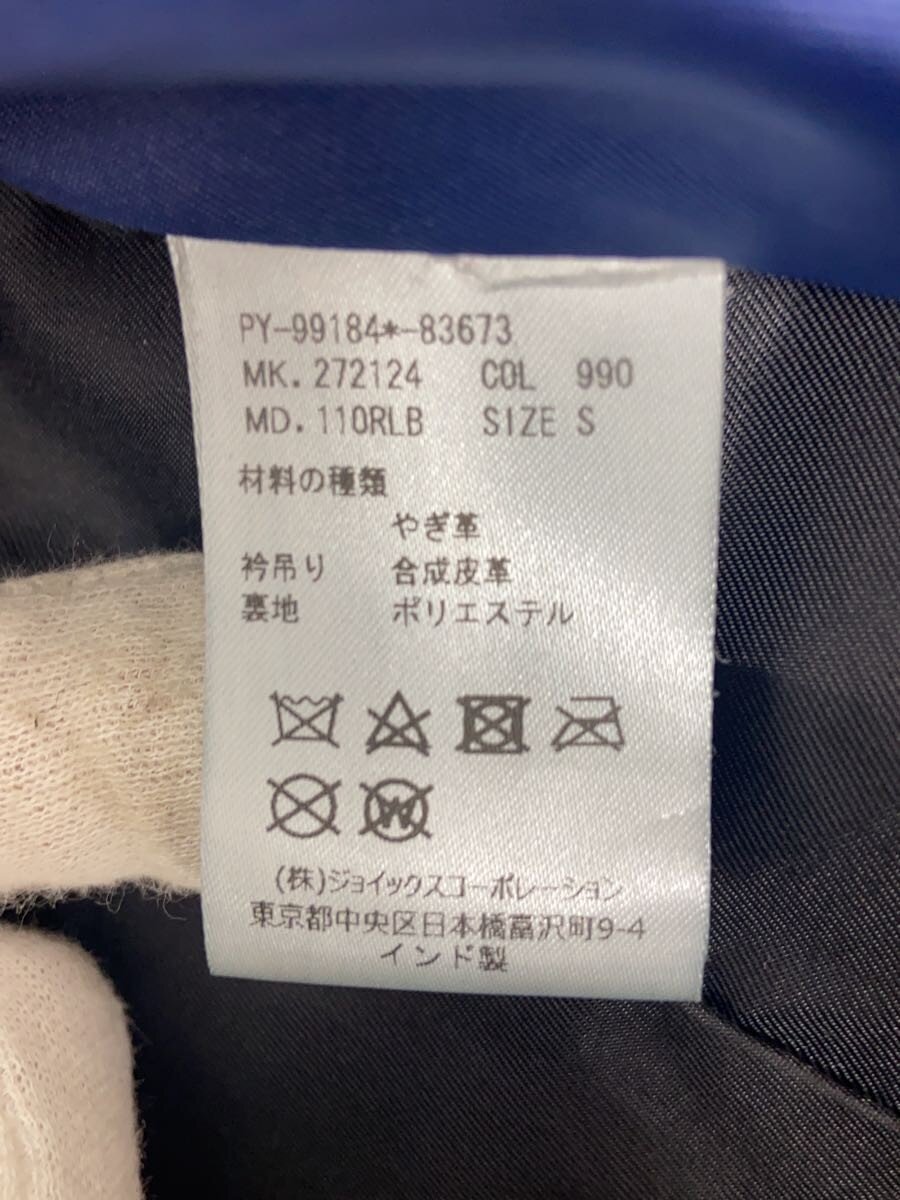 PY-99184*-83673
MK. 272124 COL 990
MD. 110RLB SIZE S
材料の種類
やぎ革
衿吊り 合成皮革
裏地 ポリエステル
W
(株)ジョイックスコーポレーション
東京都中央区日本橋富沢町9-4
インド製